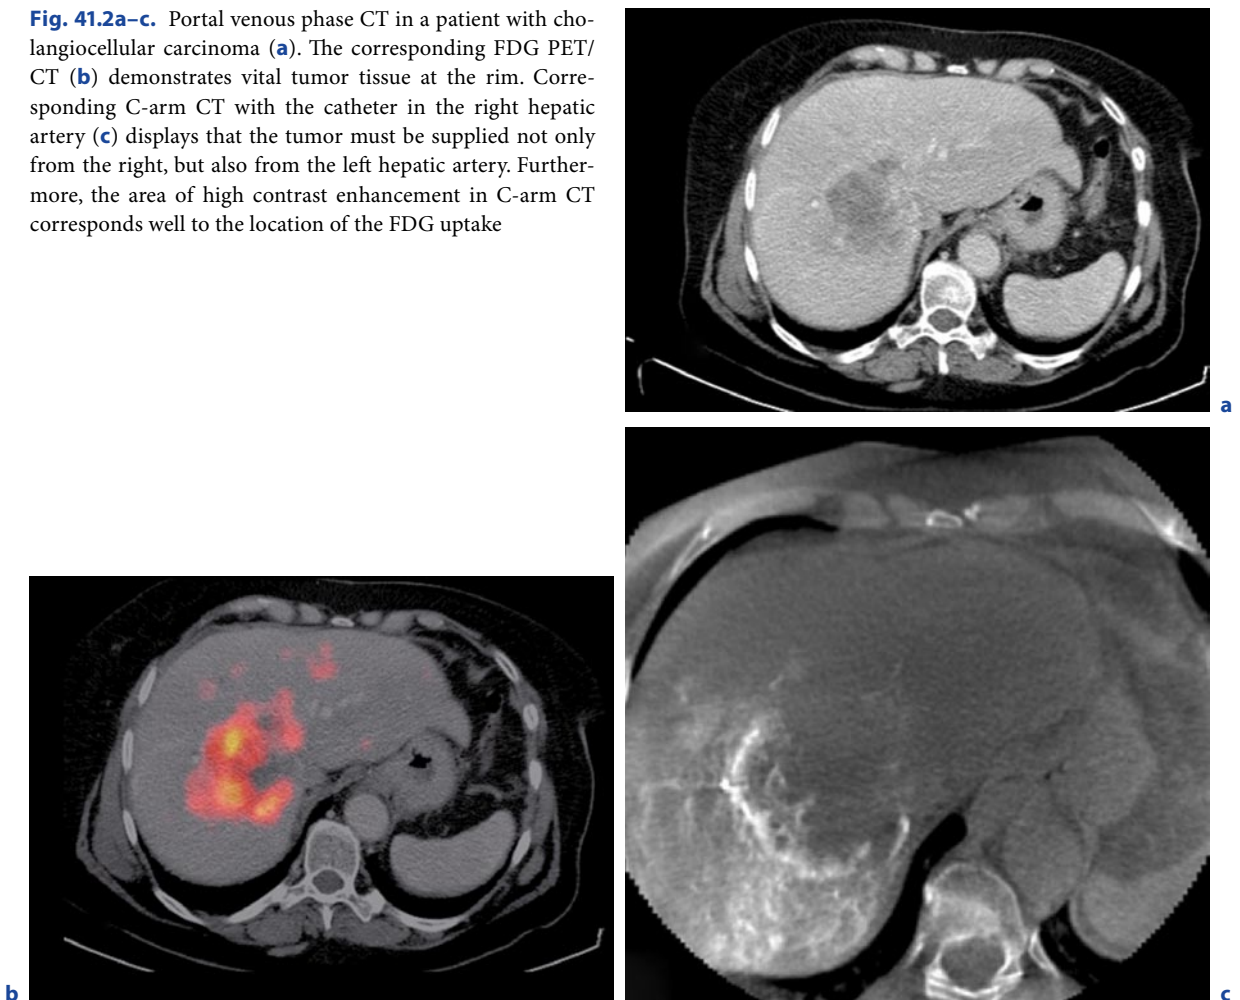 Fig. 41.2a–c. Portal venous phase CT in a patient with cho-
langiocellular carcinoma (a). The corresponding FDG PET/
CT (b) demonstrates vital tumor tissue at the rim. Corre-
sponding C-arm CT with the catheter in the right hepatic
artery (c) displays that the tumor must be supplied not only
from the right, but also from the left hepatic artery. Further-
more, the area of high contrast enhancement in C-arm CT
corresponds well to the location of the FDG uptake
a
b
c